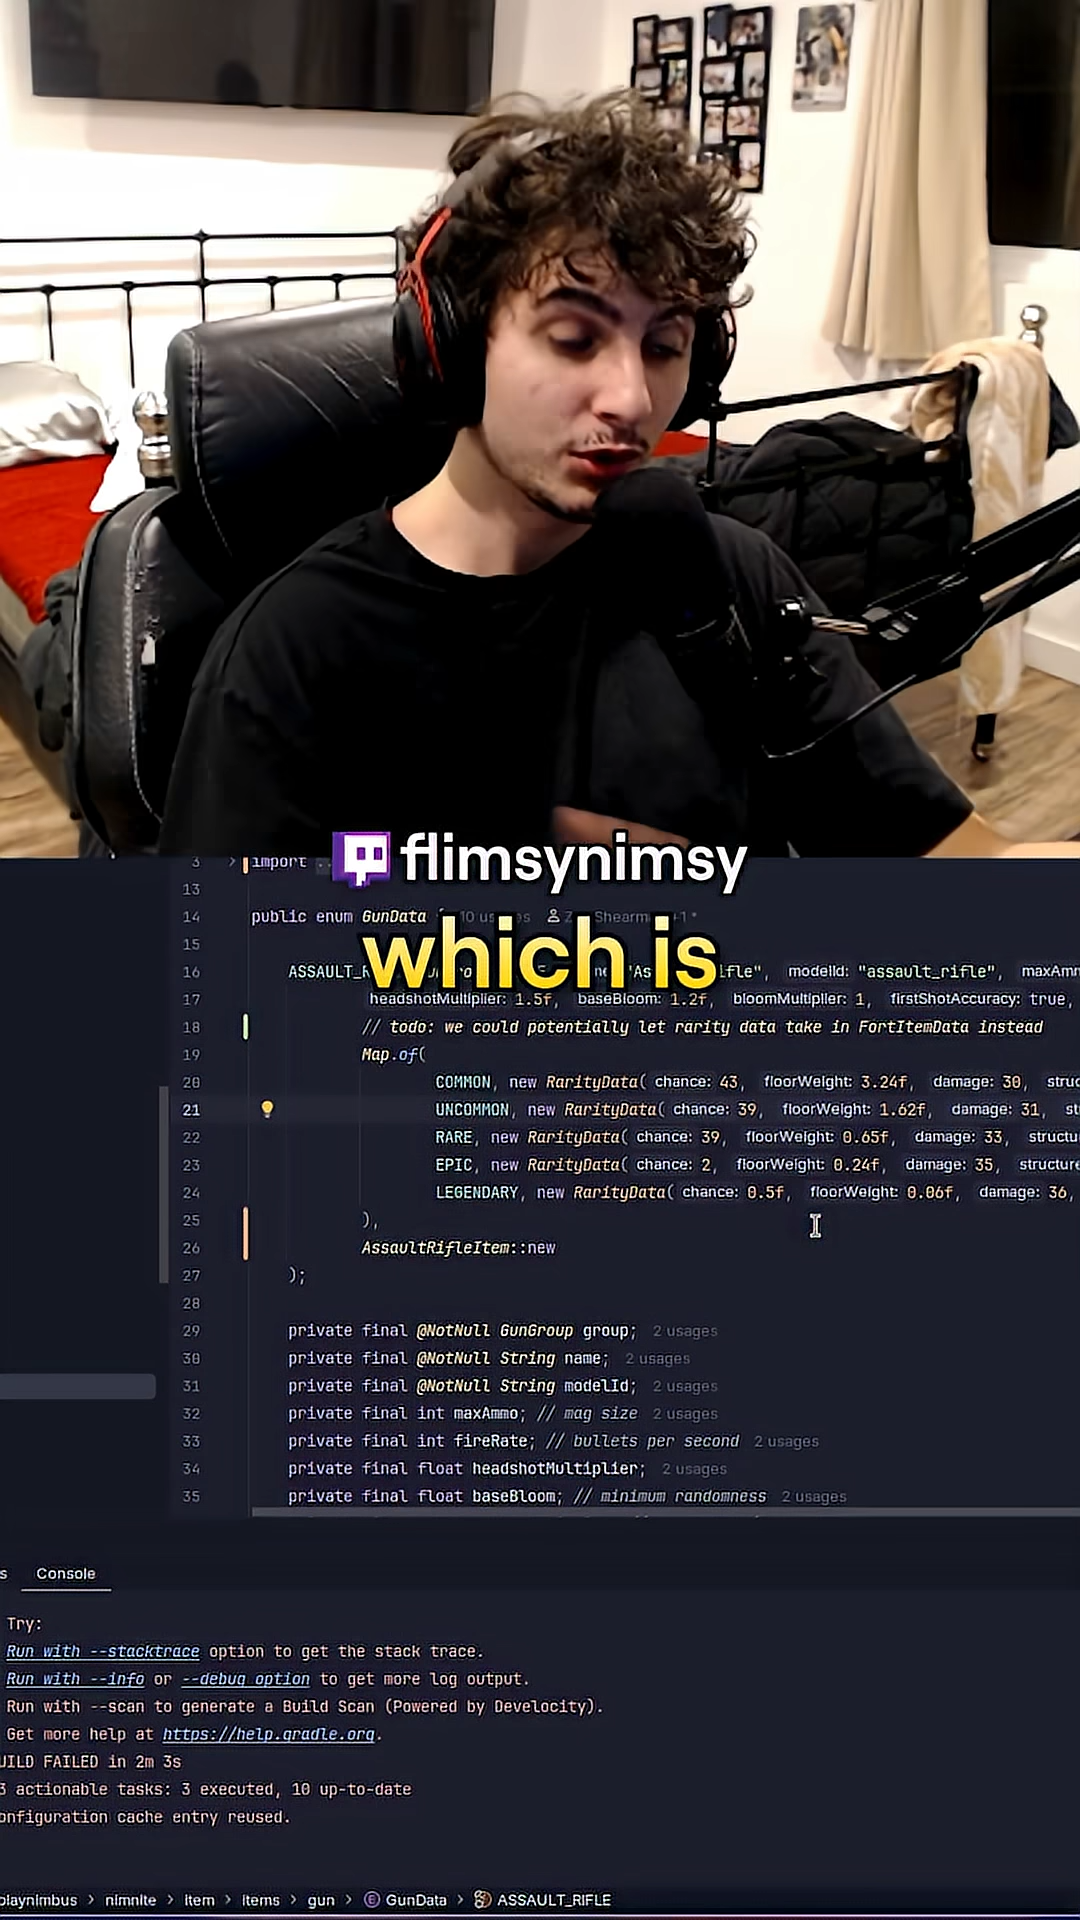 flimsynimsy
which is
3 import ..
13
14 public enum GunData { 10 usages Shearm +1 *
15
16 ASSAULT_R "As ifle", modelId: "assault_rifle", maxAmm
17 headshotMultiplier: 1.5f, baseBloom: 1.2f, bloomMultiplier: 1, firstShotAccuracy: true,
18 // todo: we could potentially let rarity data take in FortItemData instead
19 Map.of(
20 COMMON, new RarityData( chance: 43, floorWeight: 3.24f, damage: 30, struc
21 UNCOMMON, new RarityData( chance: 39, floorWeight: 1.62f, damage: 31, st
22 RARE, new RarityData( chance: 39, floorWeight: 0.65f, damage: 33, structu
23 EPIC, new RarityData( chance: 2, floorWeight: 0.24f, damage: 35, structure
24 LEGENDARY, new RarityData( chance: 0.5f, floorWeight: 0.06f, damage: 36,
25 ),
26 AssaultRifleItem::new
27 );
28
29 private final @NotNull GunGroup group; 2 usages
30 private final @NotNull String name; 2 usages
31 private final @NotNull String modelId; 2 usages
32 private final int maxAmmo; // mag size 2 usages
33 private final int fireRate; // bullets per second 2 usages
34 private final float headshotMultiplier; 2 usages
35 private final float baseBloom; // minimum randomness 2 usages
s Console
Try:
Run with --stacktrace option to get the stack trace.
Run with --info or --debug option to get more log output.
Run with --scan to generate a Build Scan (Powered by Develocity).
Get more help at https://help.gradle.org.
UILD FAILED in 2m 3s
3 actionable tasks: 3 executed, 10 up-to-date
onfiguration cache entry reused.
playnimbus > nimnite > item > items > gun > GunData > ASSAULT_RIFLE